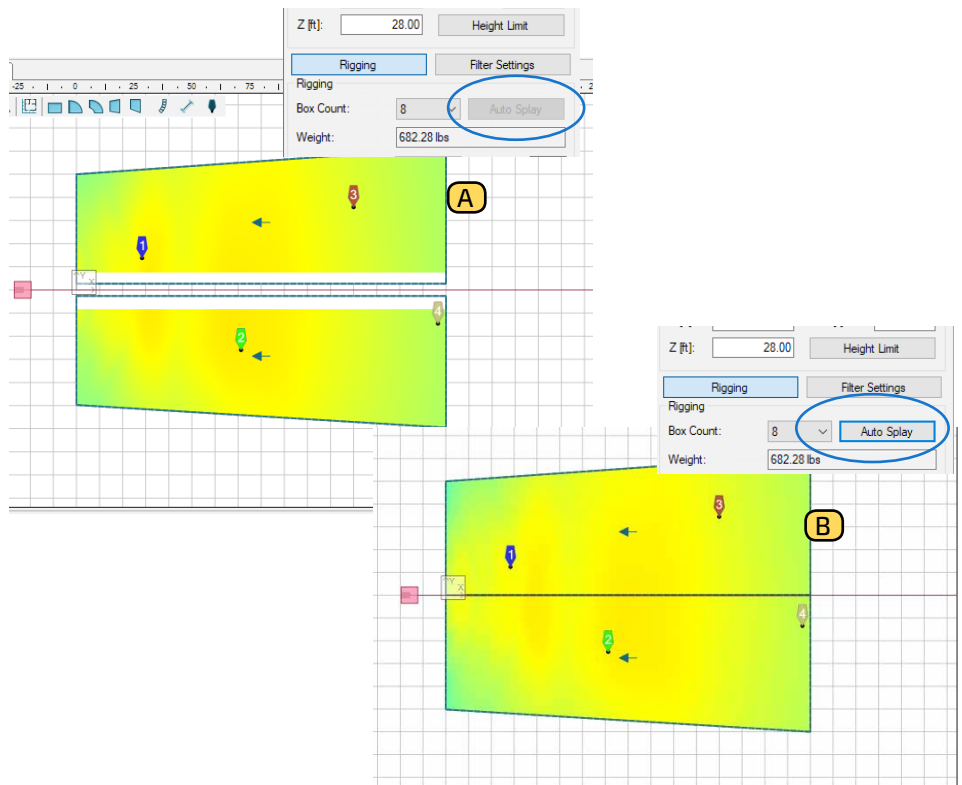 Z [ft]: 28.00 Height Limit
Rigging Filter Settings
Rigging
Box Count: 8 Auto Splay
Weight: 682.28 lbs
-25 0 25 50 75 2
A
3
1
Y
X
4
2
Z [ft]: 28.00 Height Limit
Rigging Filter Settings
Rigging
Box Count: 8 Auto Splay
Weight: 682.28 lbs
3
B
1
Y
X
4
2